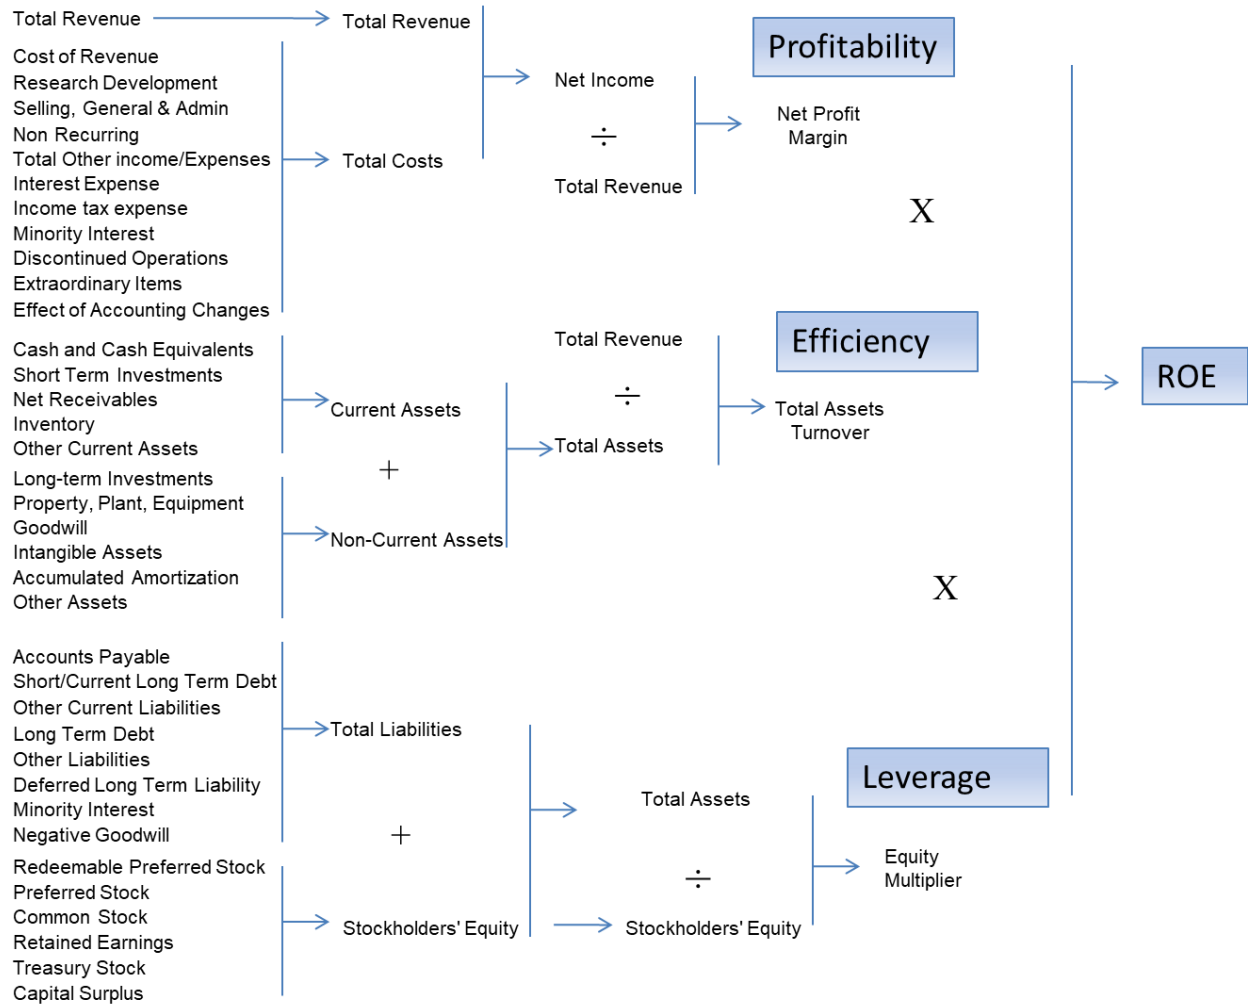 Total Revenue
Total Revenue
Profitability
Cost of Revenue
Research Development
Selling, General & Admin
Non Recurring
Total Other income/Expenses
Interest Expense
Income tax expense
Minority Interest
Discontinued Operations
Extraordinary Items
Effect of Accounting Changes
Total Costs
Net Income
÷
Total Revenue
Net Profit
Margin
X
Cash and Cash Equivalents
Short Term Investments
Net Receivables
Inventory
Other Current Assets
Current Assets
+
Long-term Investments
Property, Plant, Equipment
Goodwill
Intangible Assets
Accumulated Amortization
Other Assets
Non-Current Assets
Total Revenue
÷
Total Assets
Efficiency
Total Assets
Turnover
ROE
X
Accounts Payable
Short/Current Long Term Debt
Other Current Liabilities
Long Term Debt
Other Liabilities
Deferred Long Term Liability
Minority Interest
Negative Goodwill
Total Liabilities
+
Redeemable Preferred Stock
Preferred Stock
Common Stock
Retained Earnings
Treasury Stock
Capital Surplus
Stockholders' Equity
Total Assets
÷
Stockholders' Equity
Leverage
Equity
Multiplier